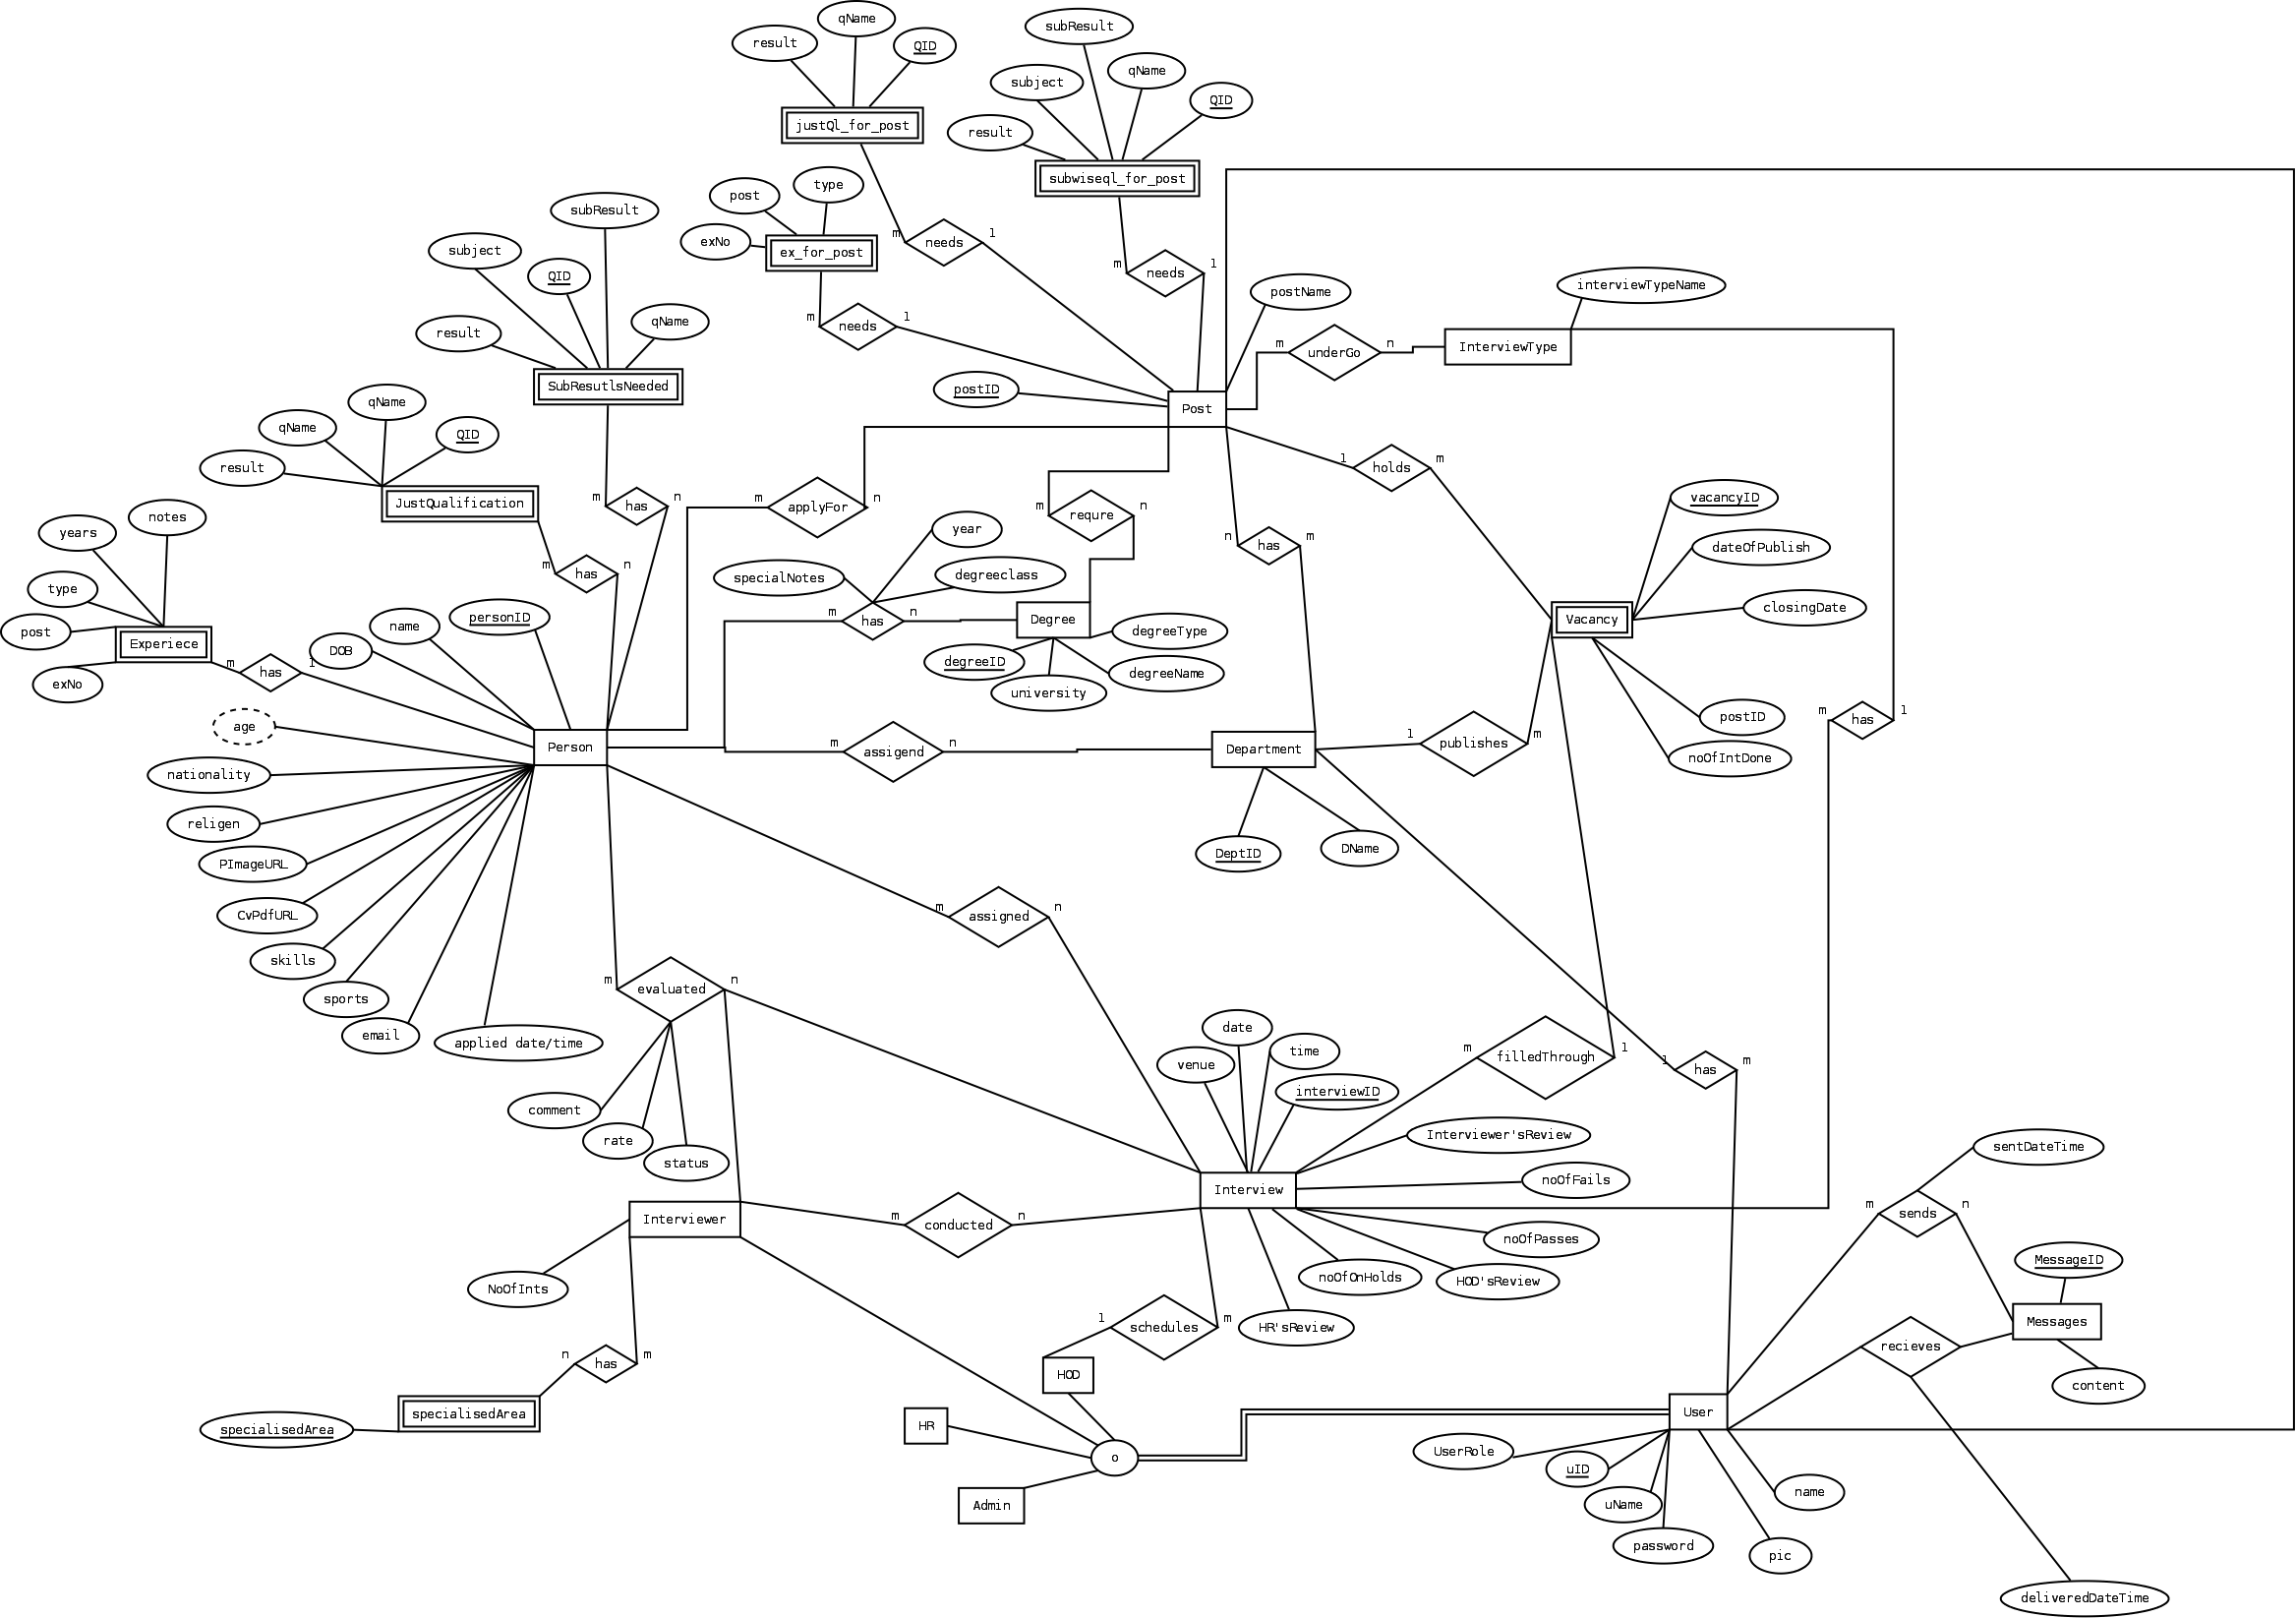 qName
result
QID
subResult
qName
subject
QID
result
justQl_for_post
subwiseql_for_post
type
post
exNo
ex_for_post
m
needs
1
m
needs
1
m
needs
1
subResult
subject
QID
qName
result
SubResutlsNeeded
postName
postID
Post
interviewTypeName
m
underGo
n
InterviewType
qName
qName
QID
result
JustQualification
m
has
n
m
has
n
m
applyFor
n
1
holds
m
m
requre
n
n
has
m
vacancyID
dateOfPublish
closingDate
Vacancy
postID
noOfIntDone
notes
years
type
post
Experiece
exNo
m
has
1
year
degreeclass
specialNotes
m
has
n
Degree
degreeType
degreeID
degreeName
university
DOB
name
personID
age
Person
nationality
religen
PImageURL
CvPdfURL
skills
sports
email
applied date/time
m
assigend
n
Department
1
publishes
m
DeptID
DName
m
has
1
m
assigned
n
m
evaluated
n
comment
rate
status
date
venue
time
interviewID
m
filledThrough
1
1
has
m
Interviewer'sReview
noOfFails
Interview
noOfPasses
noOfOnHolds
HOD'sReview
HR'sReview
Interviewer
m
conducted
n
NoOfInts
n
has
m
specialisedArea
specialisedArea
1
schedules
m
HOD
HR
o
Admin
sentDateTime
m
sends
n
MessageID
Messages
recieves
content
User
UserRole
uID
uName
name
password
pic
deliveredDateTime